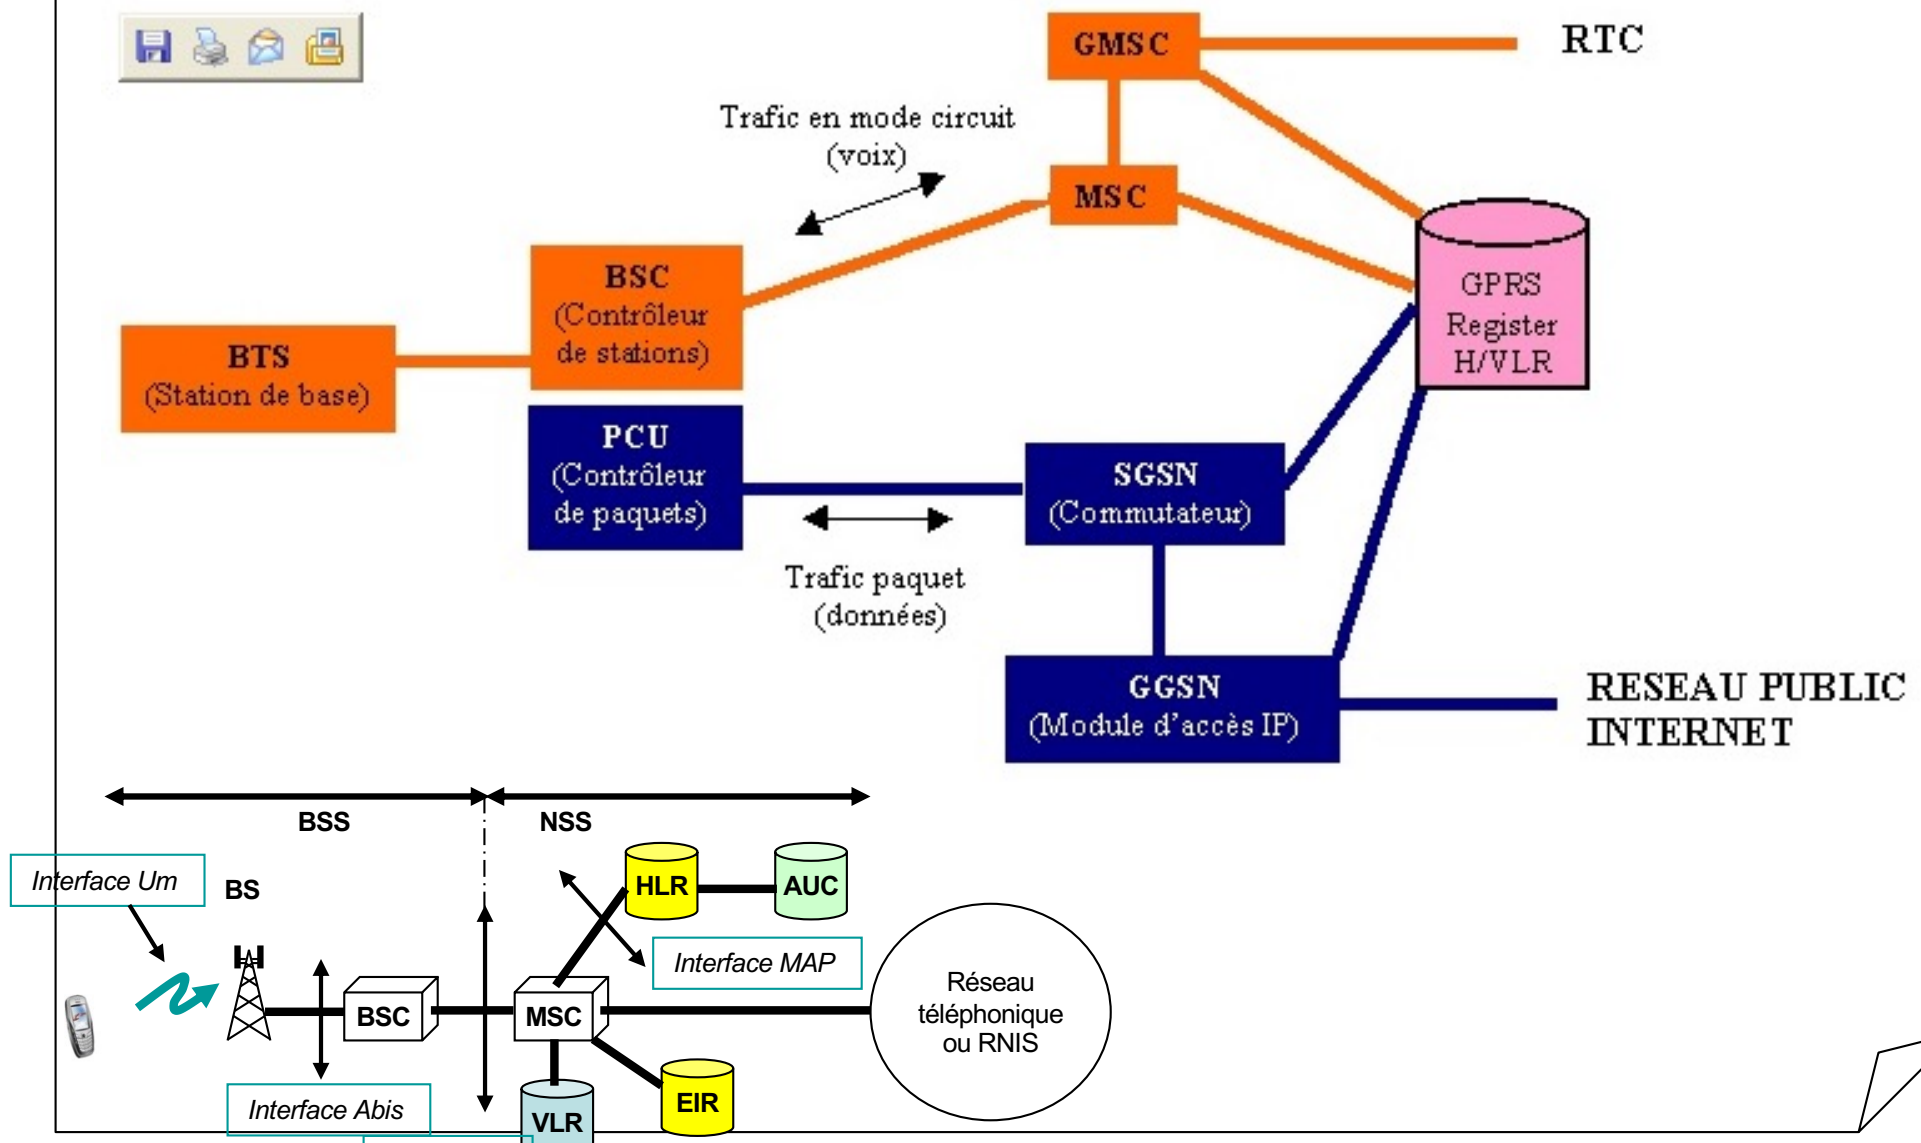 GMSC
RTC
Trafic en mode circuit
(voix)
MSC
BSC
(Contrôleur
de stations)
BTS
(Station de base)
GPRS
Register
H/VLR
PCU
(Contrôleur
de paquets)
SGSN
(Commutateur)
Trafic paquet
(données)
GGSN
(Module d'accès IP)
RESEAU PUBLIC
INTERNET
BSS
NSS
Interface Um
BS
HLR
AUC
Interface MAP
BSC
MSC
Réseau
téléphonique
ou RNIS
Interface Abis
VLR
EIR